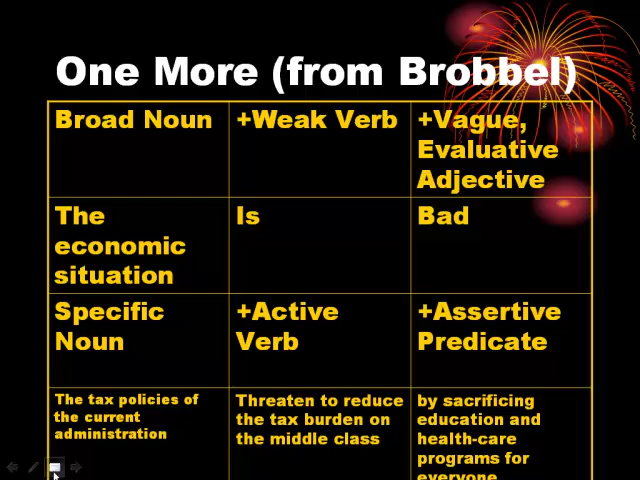 One More (from Brobbel)
Broad Noun
+Weak Verb
+Vague,
Evaluative
Adjective
The
economic
situation
Is
Bad
Specific
Noun
+Active
Verb
+Assertive
Predicate
The tax policies of
the current
administration
Threaten to reduce
the tax burden on
the middle class
by sacrificing
education and
health-care
programs for
everyone